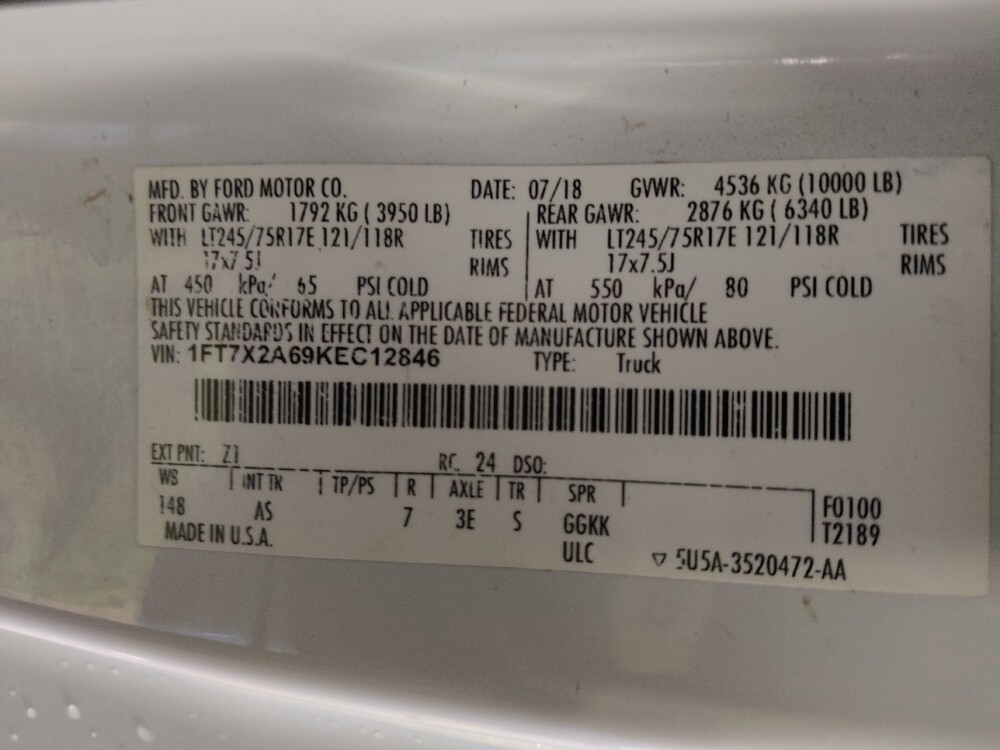 MFD. BY FORD MOTOR CO. DATE: 07/18 GVWR: 4536 KG (10000 LB)
FRONT GAWR: 1792 KG ( 3950 LB) REAR GAWR: 2876 KG ( 6340 LB)
WITH LT245/75R17E 121/118R TIRES WITH LT245/75R17E 121/118R TIRES
17x7.5J RIMS 17x7.5J RIMS
AT 450 kPa/ 65 PSI COLD AT 550 kPa/ 80 PSI COLD
THIS VEHICLE CONFORMS TO ALL APPLICABLE FEDERAL MOTOR VEHICLE
SAFETY STANDARDS IN EFFECT ON THE DATE OF MANUFACTURE SHOWN ABOVE.
VIN: 1FT7X2A69KEC12846 TYPE: Truck
EXT PNT: Z1 RC: 24 DSO:
WS INT TR TP/PS R AXLE TR SPR
148 AS 7 3E S GGKK F0100
MADE IN U.S.A. ULC T2189
▽ 5U5A-3520472-AA